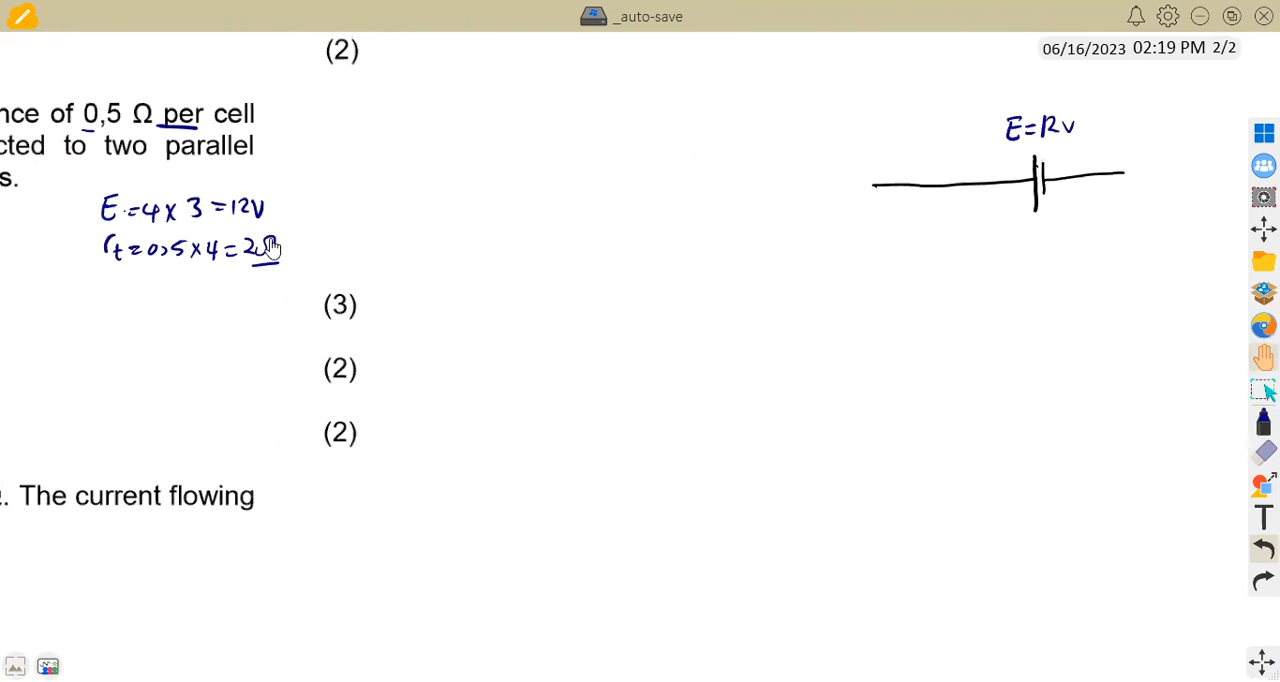 _auto-save
06/16/2023 02:19 PM 2/2
(2)
nce of 0,5 Ω per cell
cted to two parallel
s.
E = 4 x 3 = 12V
rt = 0,5 x 4 = 2Ω
E = 12V
(3)
(2)
(2)
. The current flowing
T